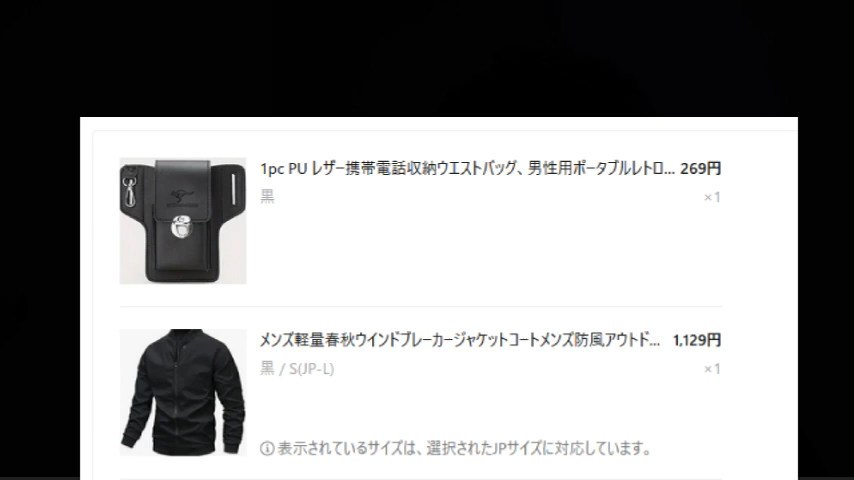 1pc PU レザー携帯電話収納ウエストバッグ、男性用ポータブルレトロ... 269円
黒 ×1
メンズ軽量春秋ウインドブレーカージャケットコートメンズ防風アウトド... 1,129円
黒 / S(JP-L) ×1
表示されているサイズは、選択されたJPサイズに対応しています。